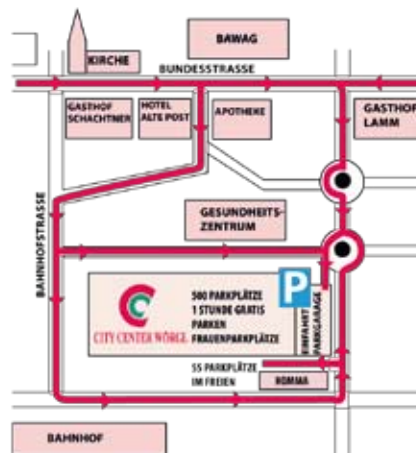 BAWAG
KIRCHE
BUNDESSTRASSE
GASTHOF
SCHACHTNER
HOTEL
ALTE POST
APOTHEKE
GASTHOF
LAMM
BAHNHOFSTRASSE
GESUNDHEITS-
ZENTRUM
P
500 PARKPLÄTZE
1 STUNDE GRATIS
PARKEN
FRAUENPARKPLÄTZE
CITY CENTER WÖRGL
EINFAHRT
PARKGARAGE
55 PARKPLÄTZE
IM FREIEN
HOMMA
BAHNHOF